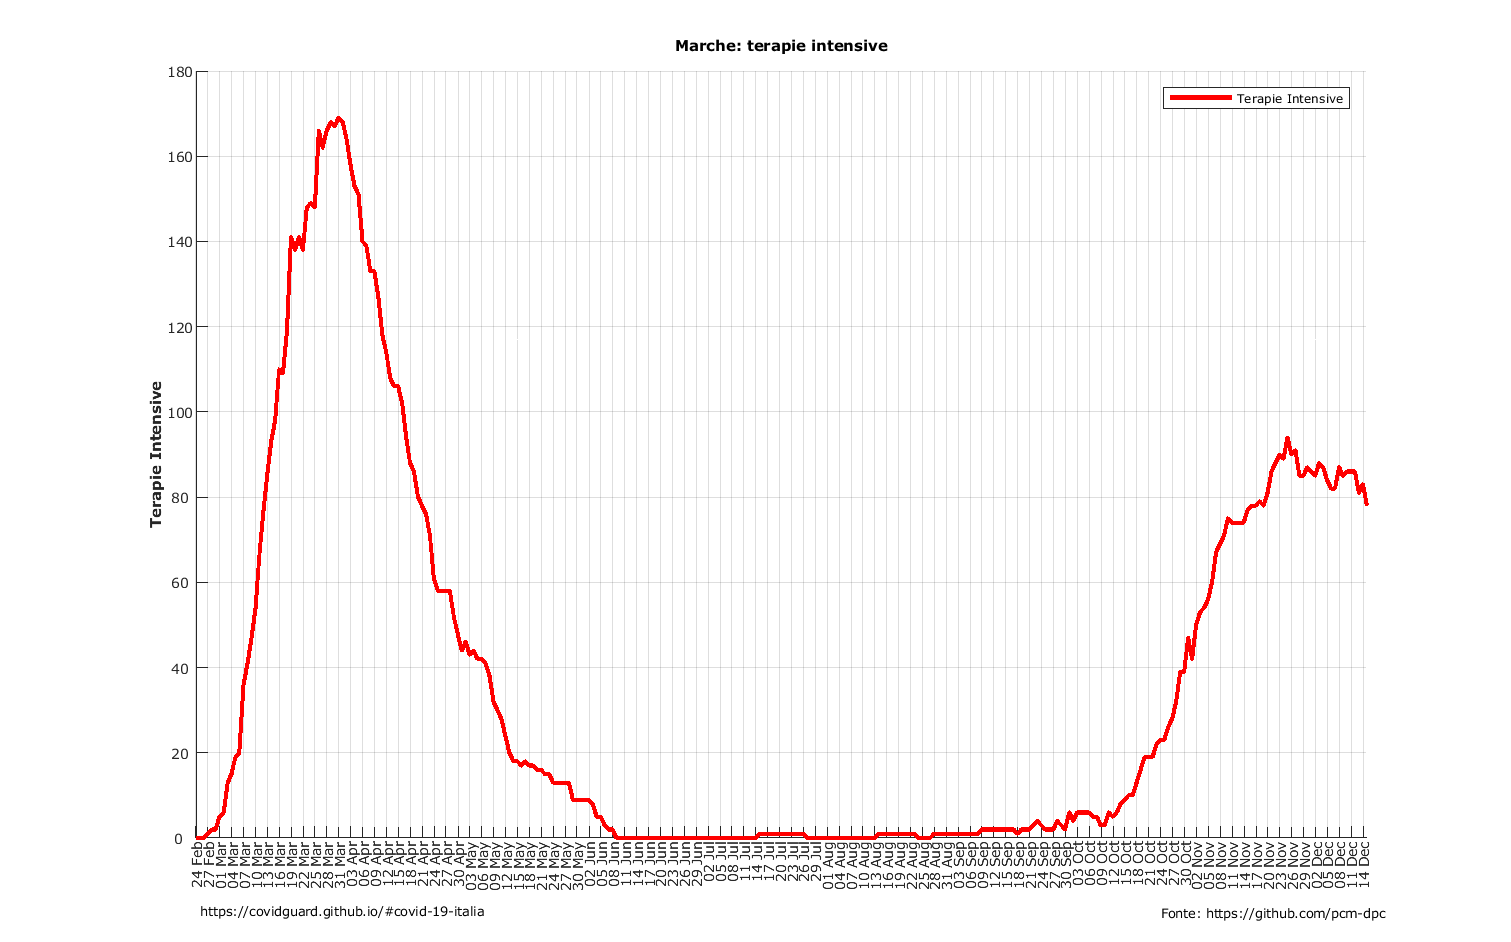 Marche: terapie intensive
Terapie Intensive
Terapie Intensive
180
160
140
120
100
80
60
40
20
0
24 Feb
27 Feb
01 Mar
04 Mar
07 Mar
10 Mar
13 Mar
16 Mar
19 Mar
22 Mar
25 Mar
28 Mar
31 Mar
03 Apr
06 Apr
09 Apr
12 Apr
15 Apr
18 Apr
21 Apr
24 Apr
27 Apr
30 Apr
03 May
06 May
09 May
12 May
15 May
18 May
21 May
24 May
27 May
30 May
02 Jun
05 Jun
08 Jun
11 Jun
14 Jun
17 Jun
20 Jun
23 Jun
26 Jun
29 Jun
02 Jul
05 Jul
08 Jul
11 Jul
14 Jul
17 Jul
20 Jul
23 Jul
26 Jul
29 Jul
01 Aug
04 Aug
07 Aug
10 Aug
13 Aug
16 Aug
19 Aug
22 Aug
25 Aug
28 Aug
31 Aug
03 Sep
06 Sep
09 Sep
12 Sep
15 Sep
18 Sep
21 Sep
24 Sep
27 Sep
30 Sep
03 Oct
06 Oct
09 Oct
12 Oct
15 Oct
18 Oct
21 Oct
24 Oct
27 Oct
30 Oct
02 Nov
05 Nov
08 Nov
11 Nov
14 Nov
17 Nov
20 Nov
23 Nov
26 Nov
29 Nov
02 Dec
05 Dec
08 Dec
11 Dec
14 Dec
https://covidguard.github.io/#covid-19-italia
Fonte: https://github.com/pcm-dpc